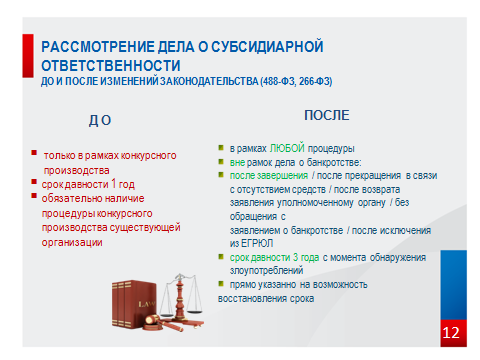 РАССМОТРЕНИЕ ДЕЛА О СУБСИДИАРНОЙ
ОТВЕТСТВЕННОСТИ
ДО И ПОСЛЕ ИЗМЕНЕНИЙ ЗАКОНОДАТЕЛЬСТВА (488-ФЗ, 266-ФЗ)
ДО
только в рамках конкурсного
производства
срок давности 1 год
обязательно наличие
процедуры конкурсного
производства существующей
организации
ПОСЛЕ
в рамках ЛЮБОЙ процедуры
вне рамок дела о банкротстве:
после завершения / после прекращения в связи
с отсутствием средств / после возврата
заявления уполномоченному органу / без
обращения с
заявлением о банкротстве / после исключения
из ЕГРЮЛ
срок давности 3 года с момента обнаружения
злоупотреблений
прямо указанно на возможность
восстановления срока
LAW
12